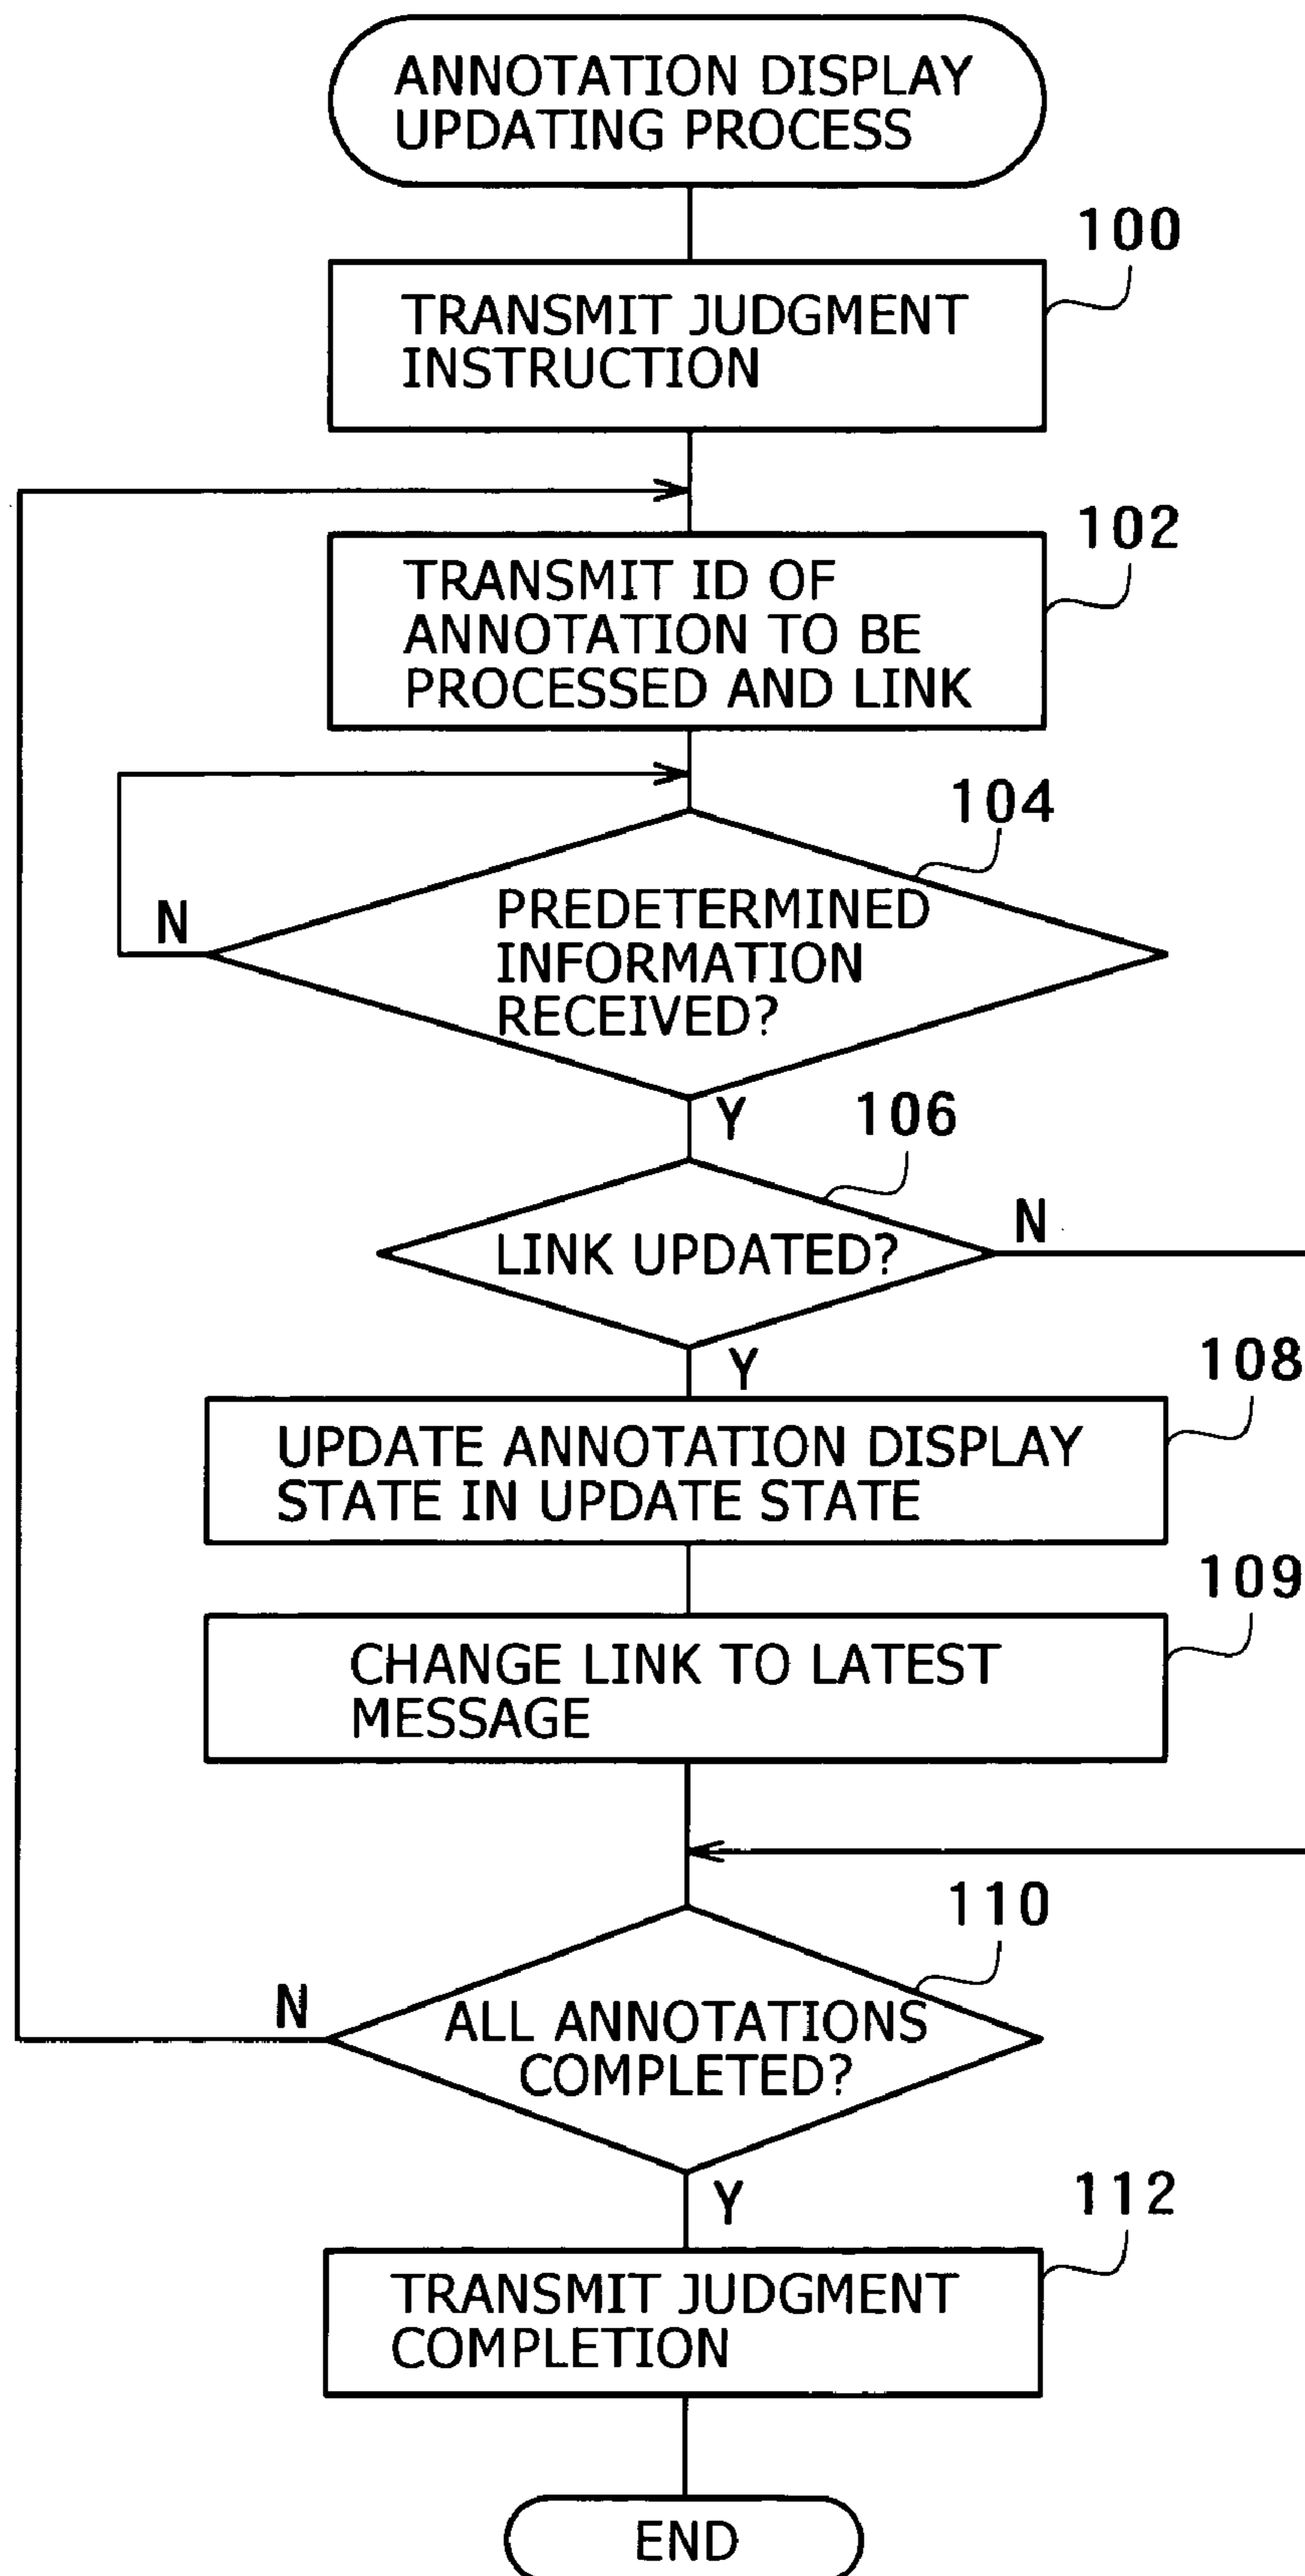 ANNOTATION DISPLAY
UPDATING PROCESS
100
TRANSMIT JUDGMENT
INSTRUCTION
102
TRANSMIT ID OF
ANNOTATION TO BE
PROCESSED AND LINK
104
PREDETERMINED
INFORMATION
RECEIVED?
N
Y
106
LINK UPDATED?
N
Y
108
UPDATE ANNOTATION DISPLAY
STATE IN UPDATE STATE
109
CHANGE LINK TO LATEST
MESSAGE
110
ALL ANNOTATIONS
COMPLETED?
N
Y
112
TRANSMIT JUDGMENT
COMPLETION
END